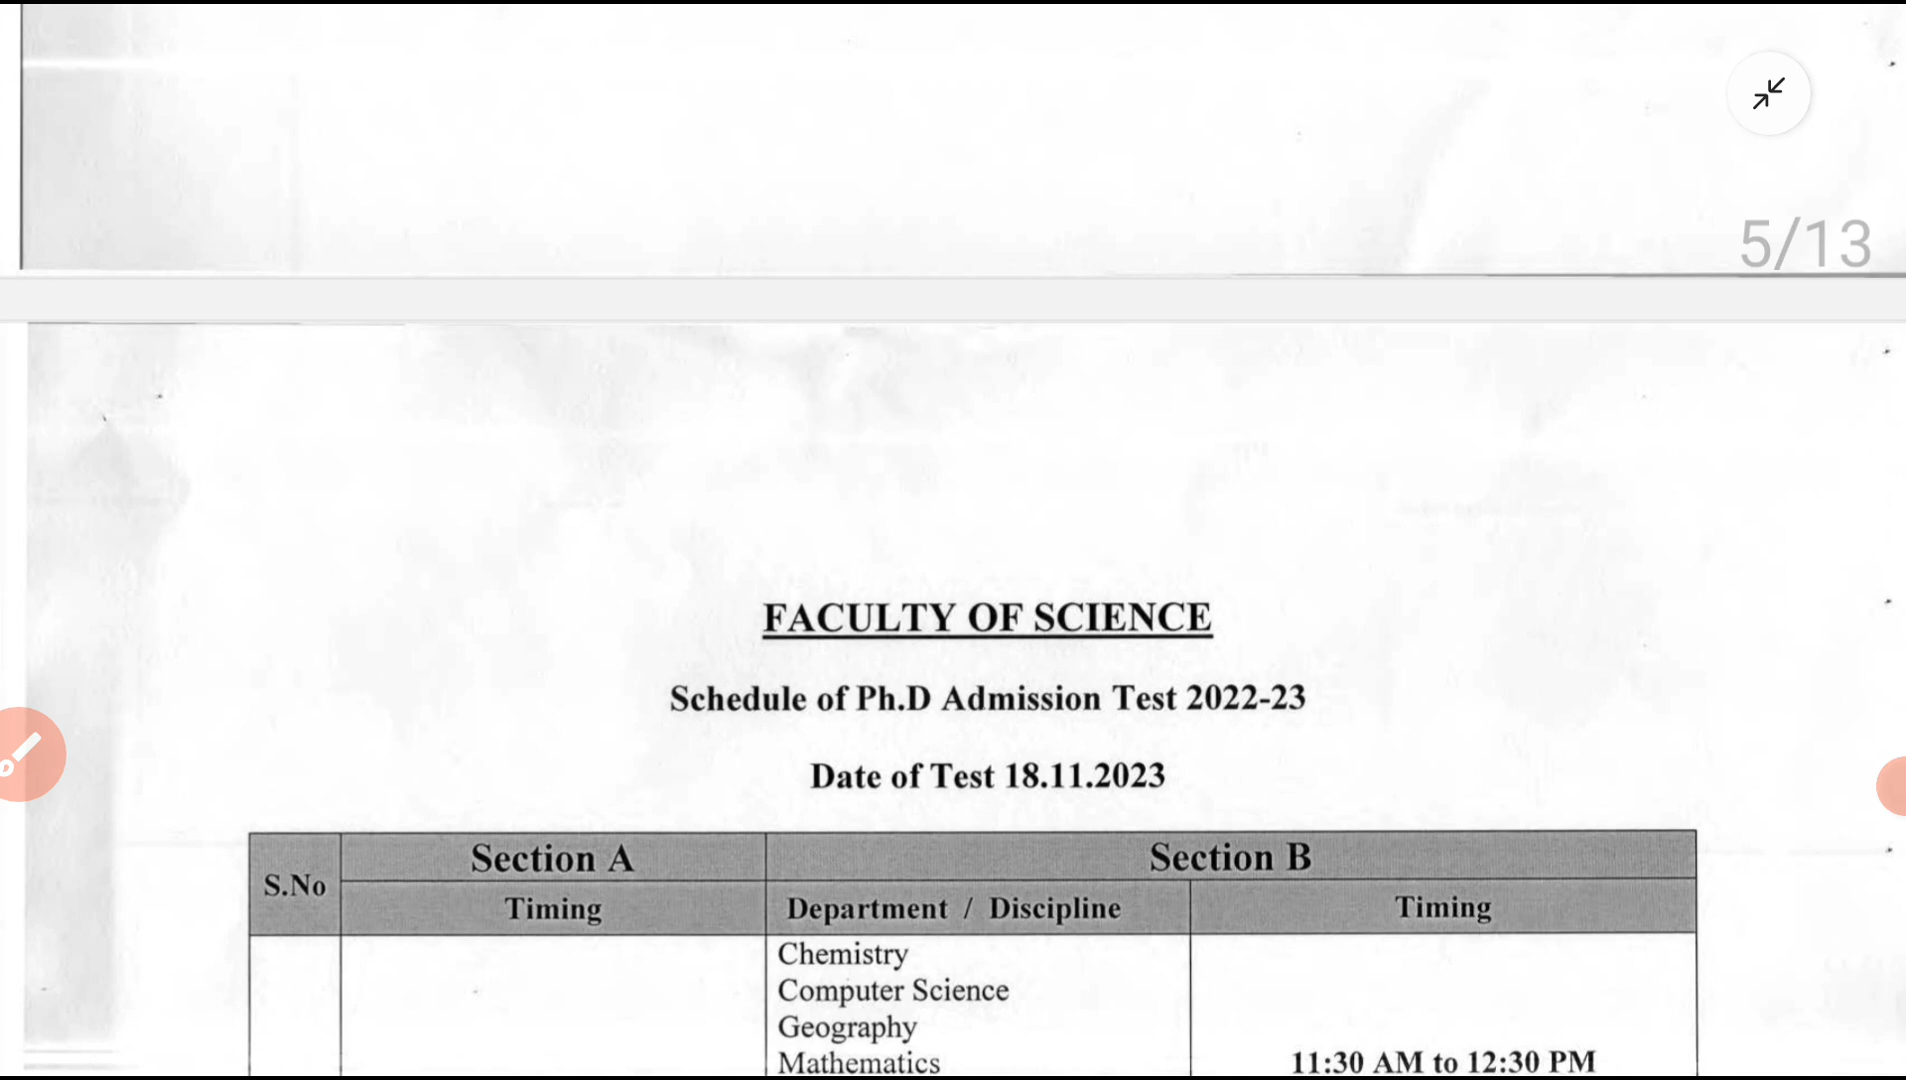 5/13
FACULTY OF SCIENCE
Schedule of Ph.D Admission Test 2022-23
Date of Test 18.11.2023
S.No
Section A
Section B
Timing
Department / Discipline
Timing
Chemistry
Computer Science
Geography
Mathematics
11:30 AM to 12:30 PM